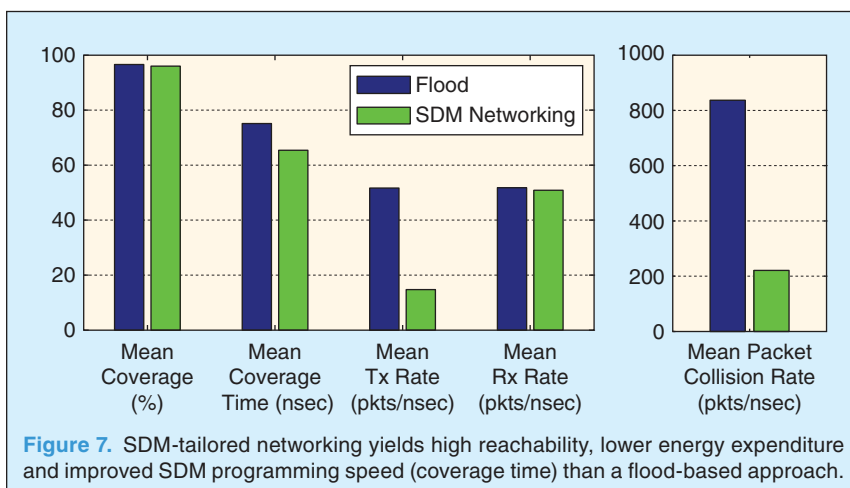 100
80
60
40
20
0
Flood
SDM Networking
Mean
Coverage
(%)
Mean
Coverage
Time (nsec)
Mean
Tx Rate
(pkts/nsec)
Mean
Rx Rate
(pkts/nsec)
1000
800
600
400
200
0
Mean Packet
Collision Rate
(pkts/nsec)
Figure 7. SDM-tailored networking yields high reachability, lower energy expenditure
and improved SDM programming speed (coverage time) than a flood-based approach.